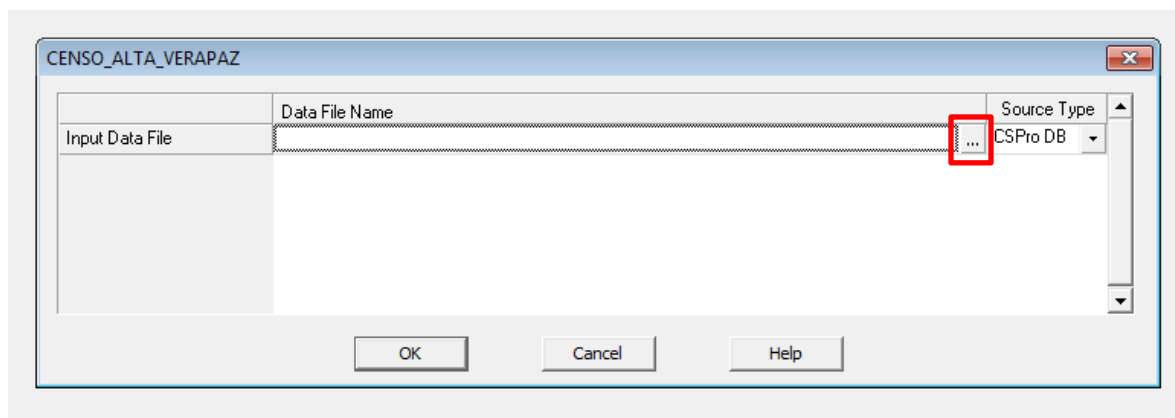 CENSO_ALTA_VERAPAZ
Data File Name Source Type
Input Data File ... CSPro DB
OK Cancel Help